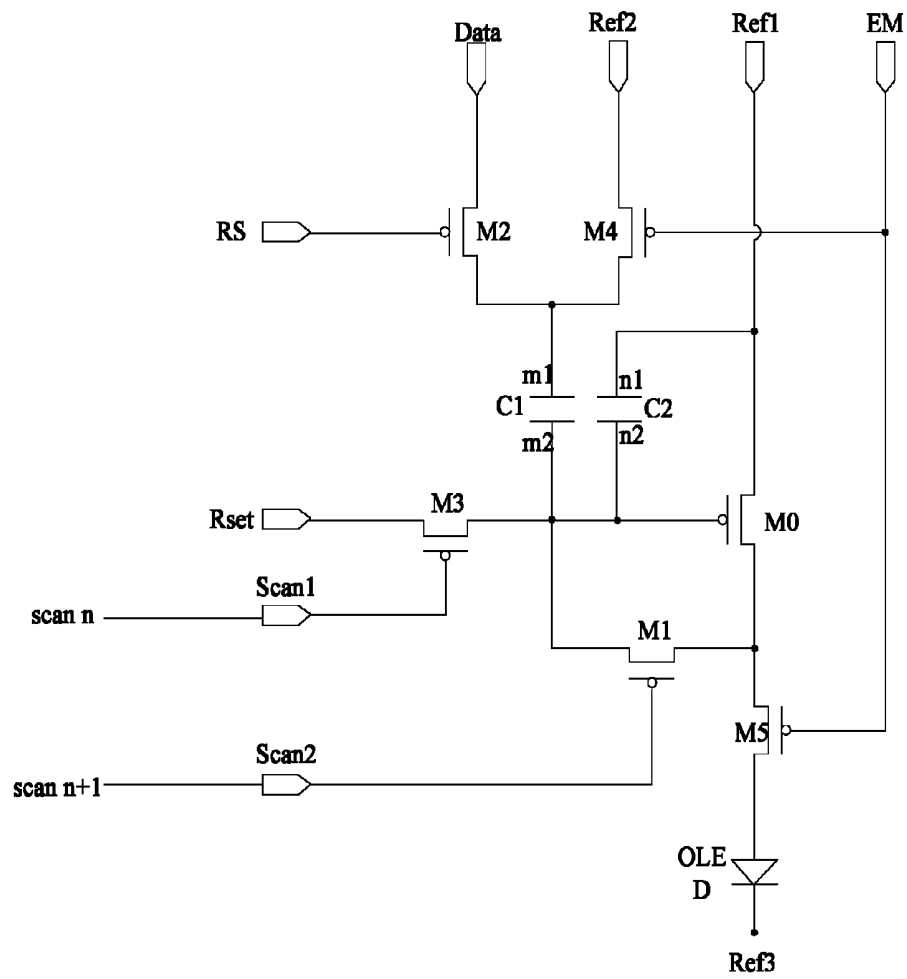 Data
Ref2
Ref1
EM
RS
M2
M4
m1
n1
C1
C2
m2
n2
Rset
M3
M0
Scan1
scan n
M1
M5
Scan2
scan n+1
OLE
D
Ref3